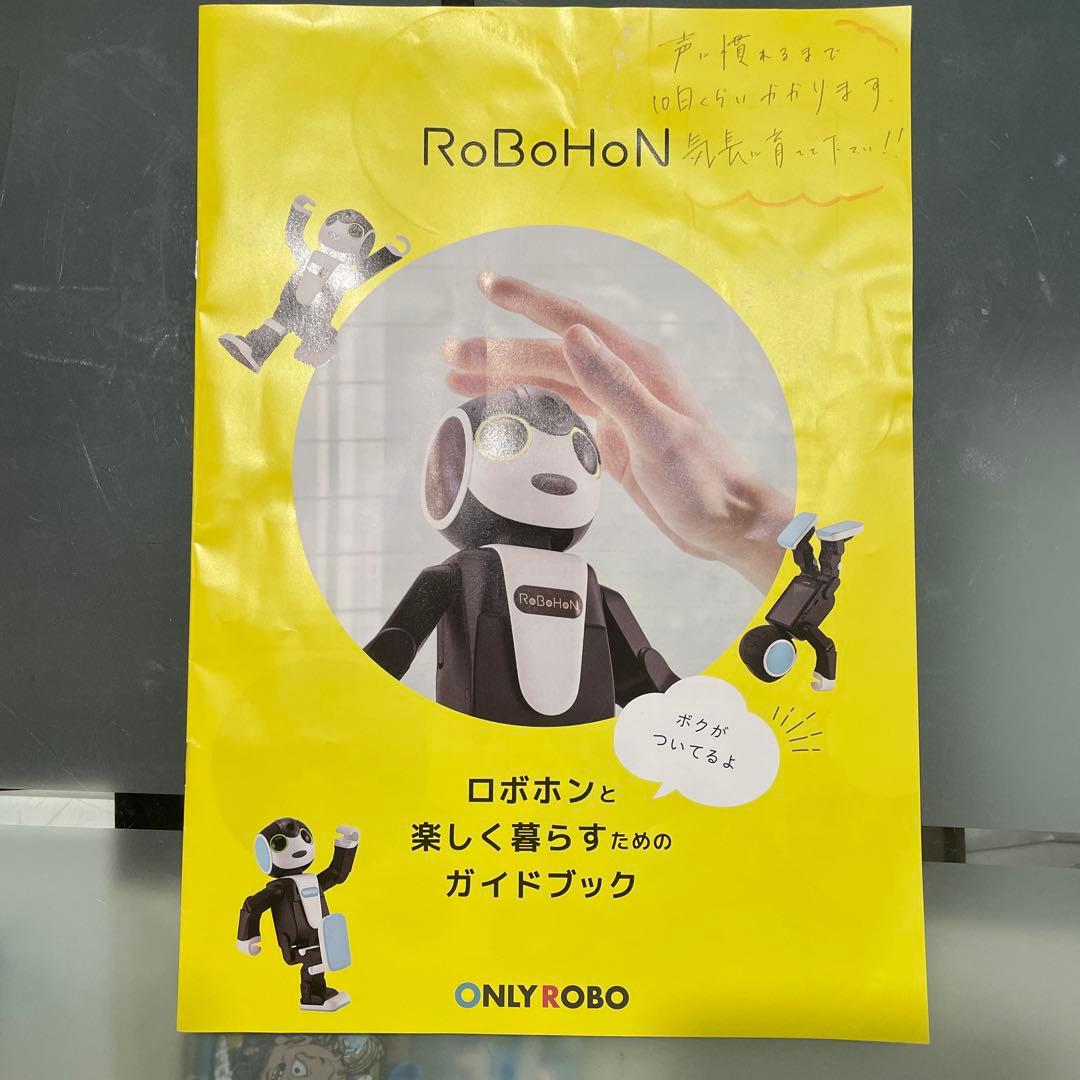 声に慣れるまで
10日くらいかかります.
気長に育てて下さい!!
RoBoHoN
RoBoHoN
ボクが
ついてるよ
ロボホンと
楽しく暮らすための
ガイドブック
ONLY ROBO